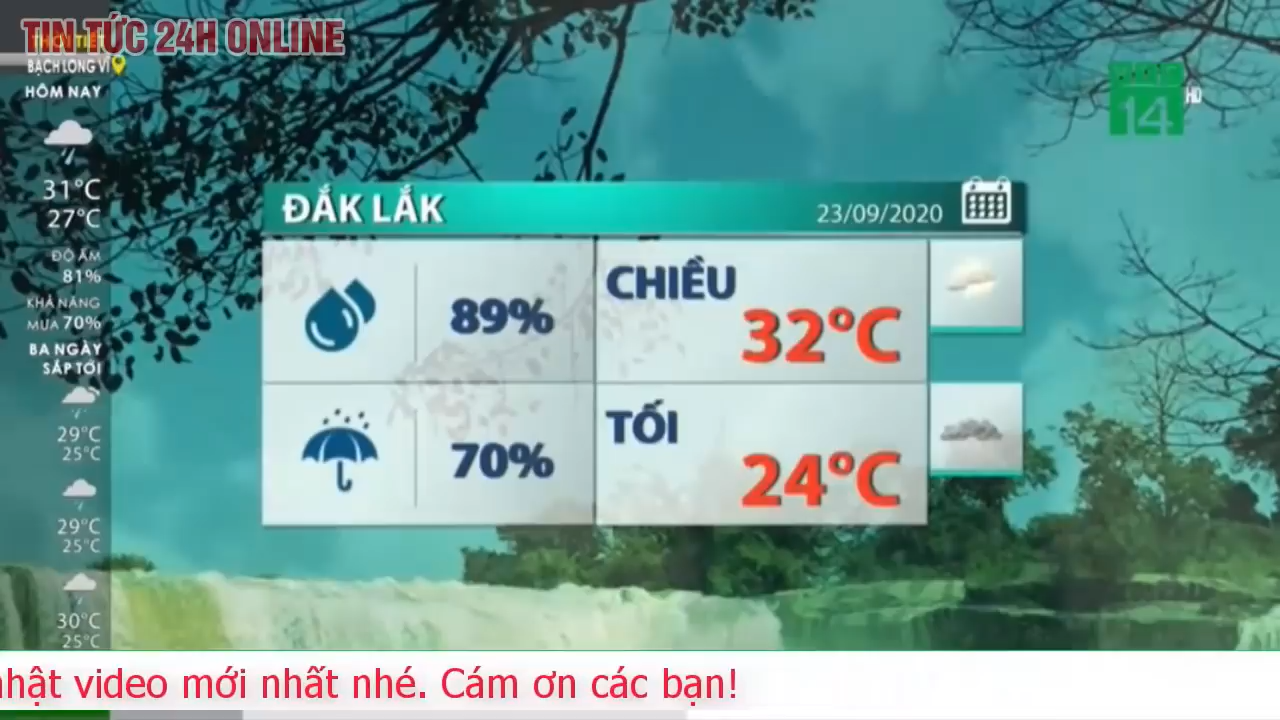 TIN TỨC 24H ONLINE
THỜI TIẾT
BẠCH LONG VĨ
HÔM NAY
31°C
27°C
ĐỘ ẨM
81%
KHẢ NĂNG
MƯA 70%
BA NGÀY
SẮP TỚI
29°C
25°C
29°C
25°C
30°C
25°C
14
HD
ĐẮK LẮK
23/09/2020
89%
CHIỀU
32°C
70%
TỐI
24°C
nhật video mới nhất nhé. Cám ơn các bạn!